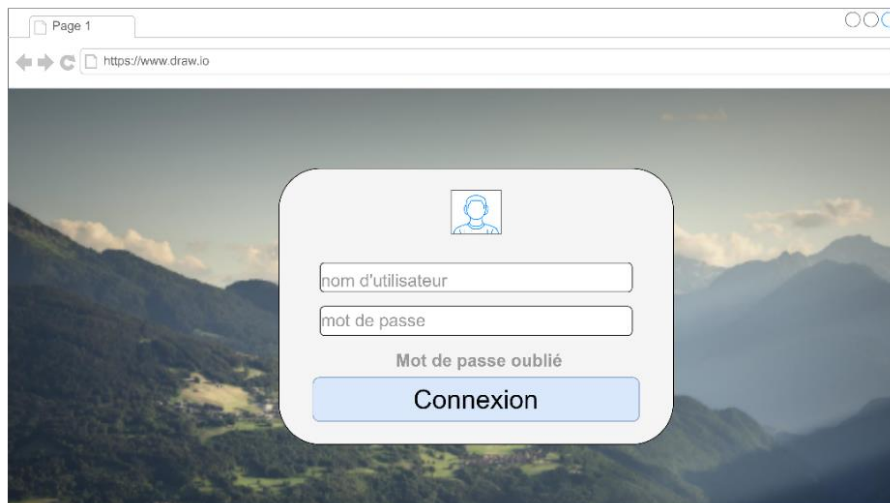 Page 1
https://www.draw.io
nom d'utilisateur
mot de passe
Mot de passe oublié
Connexion